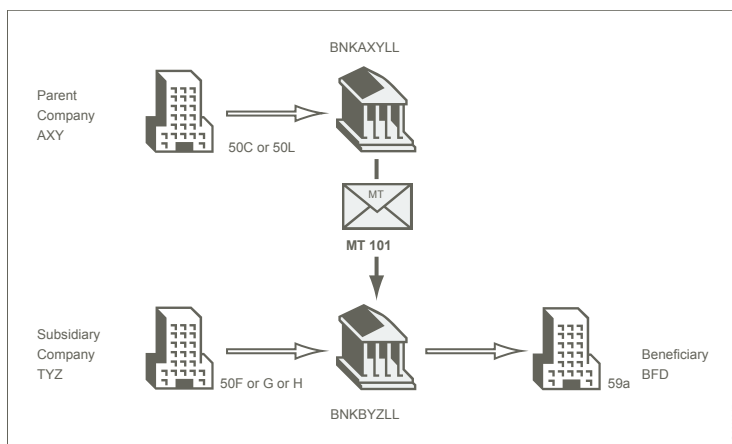 BNKAXYLL
Parent
Company
AXY
50C or 50L
MT
MT 101
Subsidiary
Company
TYZ
50F or G or H
BNKBYZLL
59a
Beneficiary
BFD